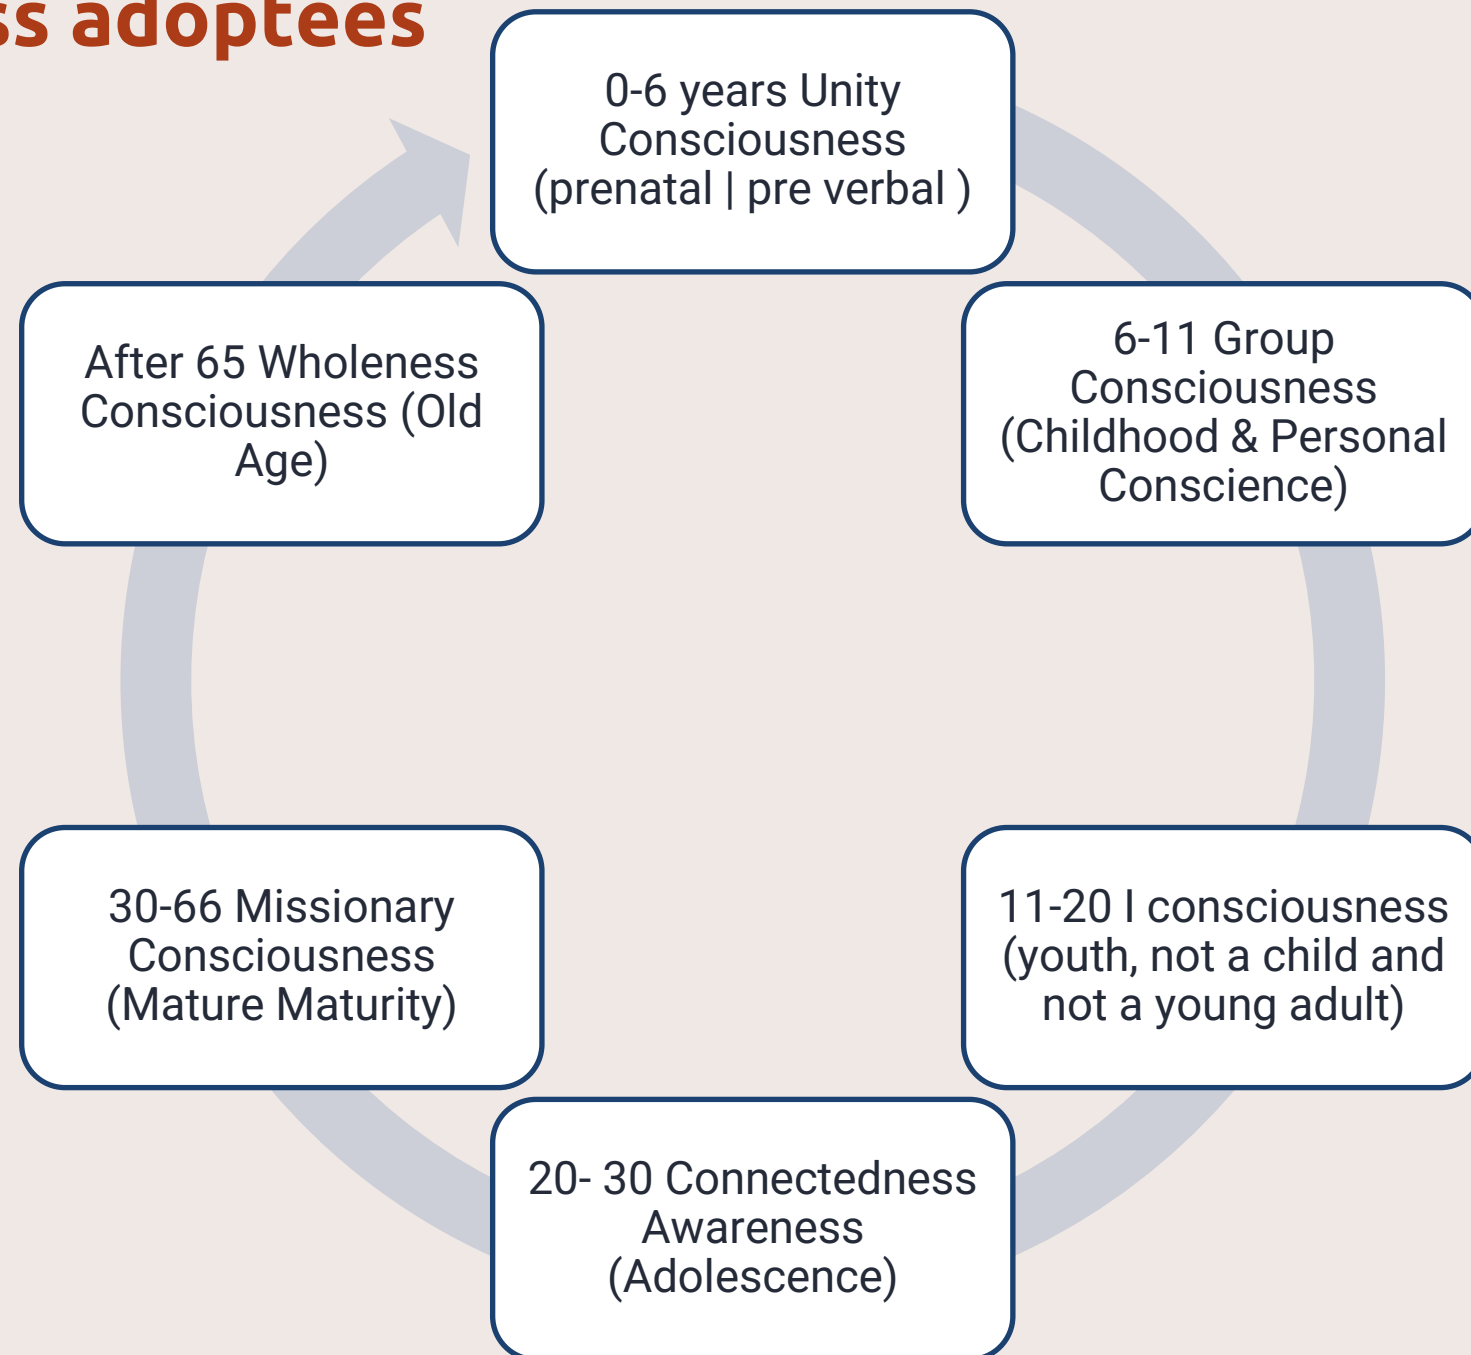 adoptees
0-6 years Unity
Consciousness
(prenatal | pre verbal )
6-11 Group
Consciousness
(Childhood & Personal
Conscience)
11-20 I consciousness
(youth, not a child and
not a young adult)
20- 30 Connectedness
Awareness
(Adolescence)
30-66 Missionary
Consciousness
(Mature Maturity)
After 65 Wholeness
Consciousness (Old
Age)